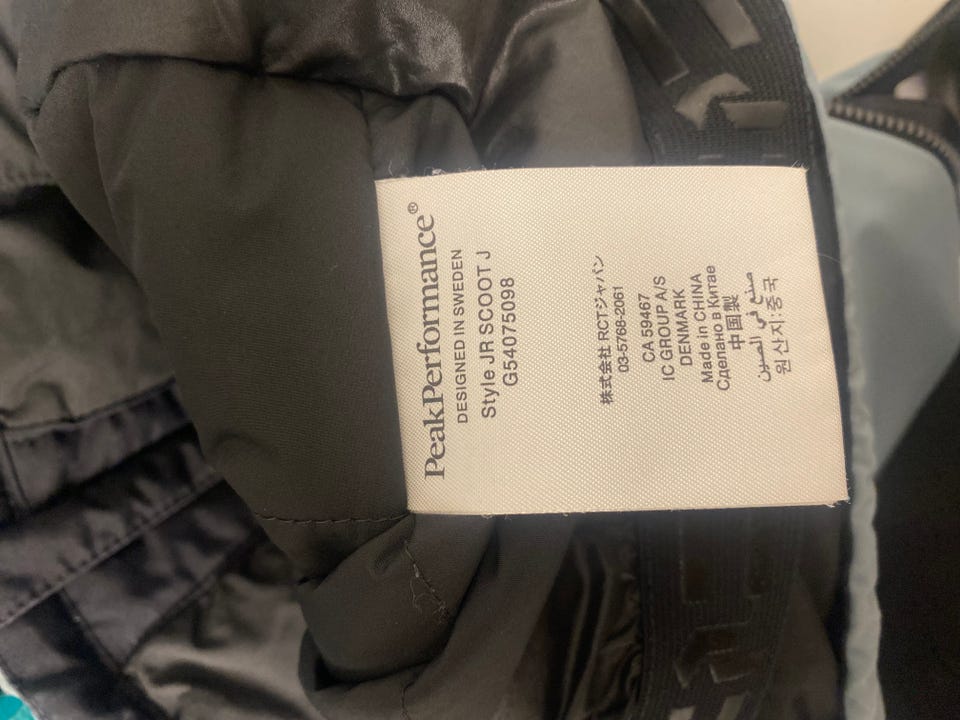 PeakPerformance®
DESIGNED IN SWEDEN
Style JR SCOOT J
G54075098
株式会社 RCTジャパン
03-5768-2061
CA 59467
IC GROUP A/S
DENMARK
Made in CHINA
Сделано в Китае
中国製
صنع في الصين
원산지:중국